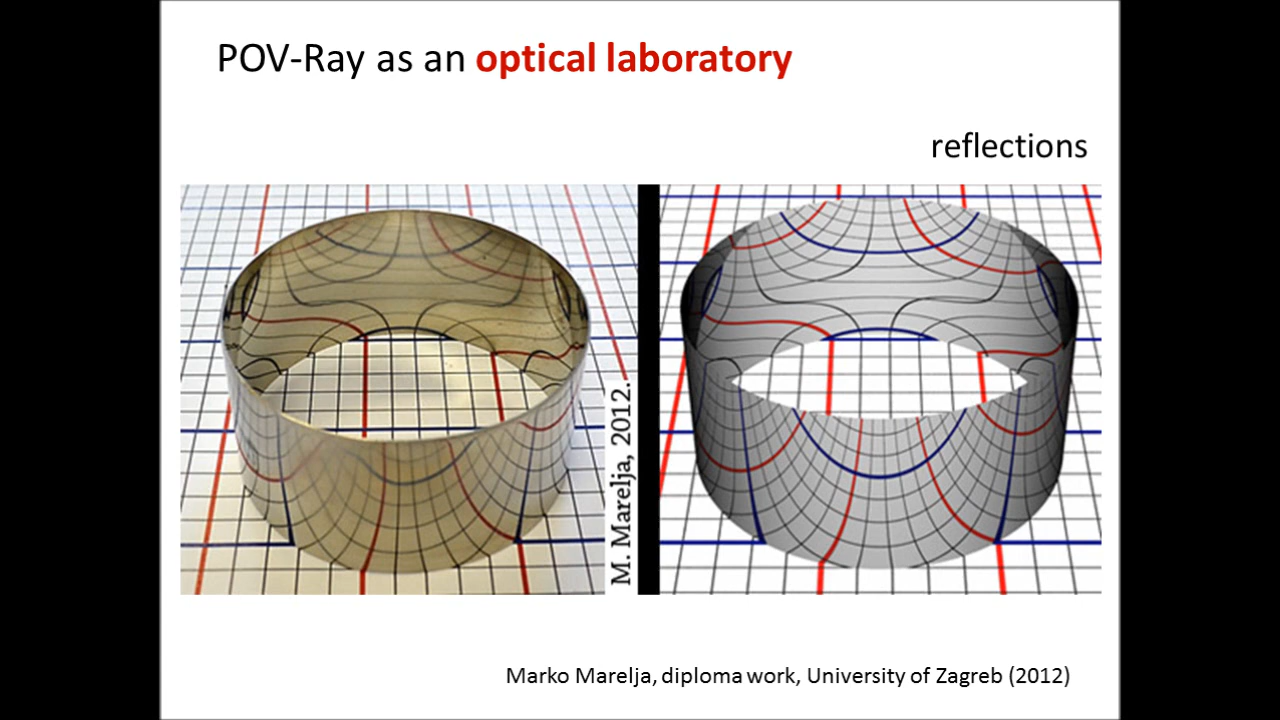 POV-Ray as an optical laboratory
reflections
M. Marelja, 2012.
Marko Marelja, diploma work, University of Zagreb (2012)